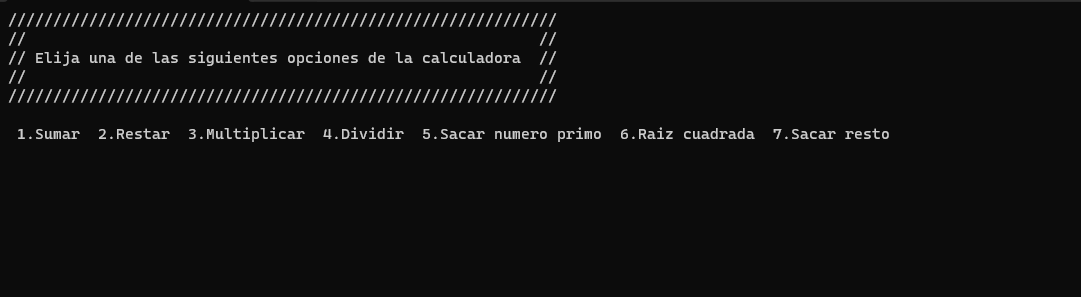 /////////////////////////////////////////////////////////////
//                                                         //
// Elija una de las siguientes opciones de la calculadora  //
//                                                         //
/////////////////////////////////////////////////////////////
1.Sumar  2.Restar  3.Multiplicar  4.Dividir  5.Sacar numero primo  6.Raiz cuadrada  7.Sacar resto